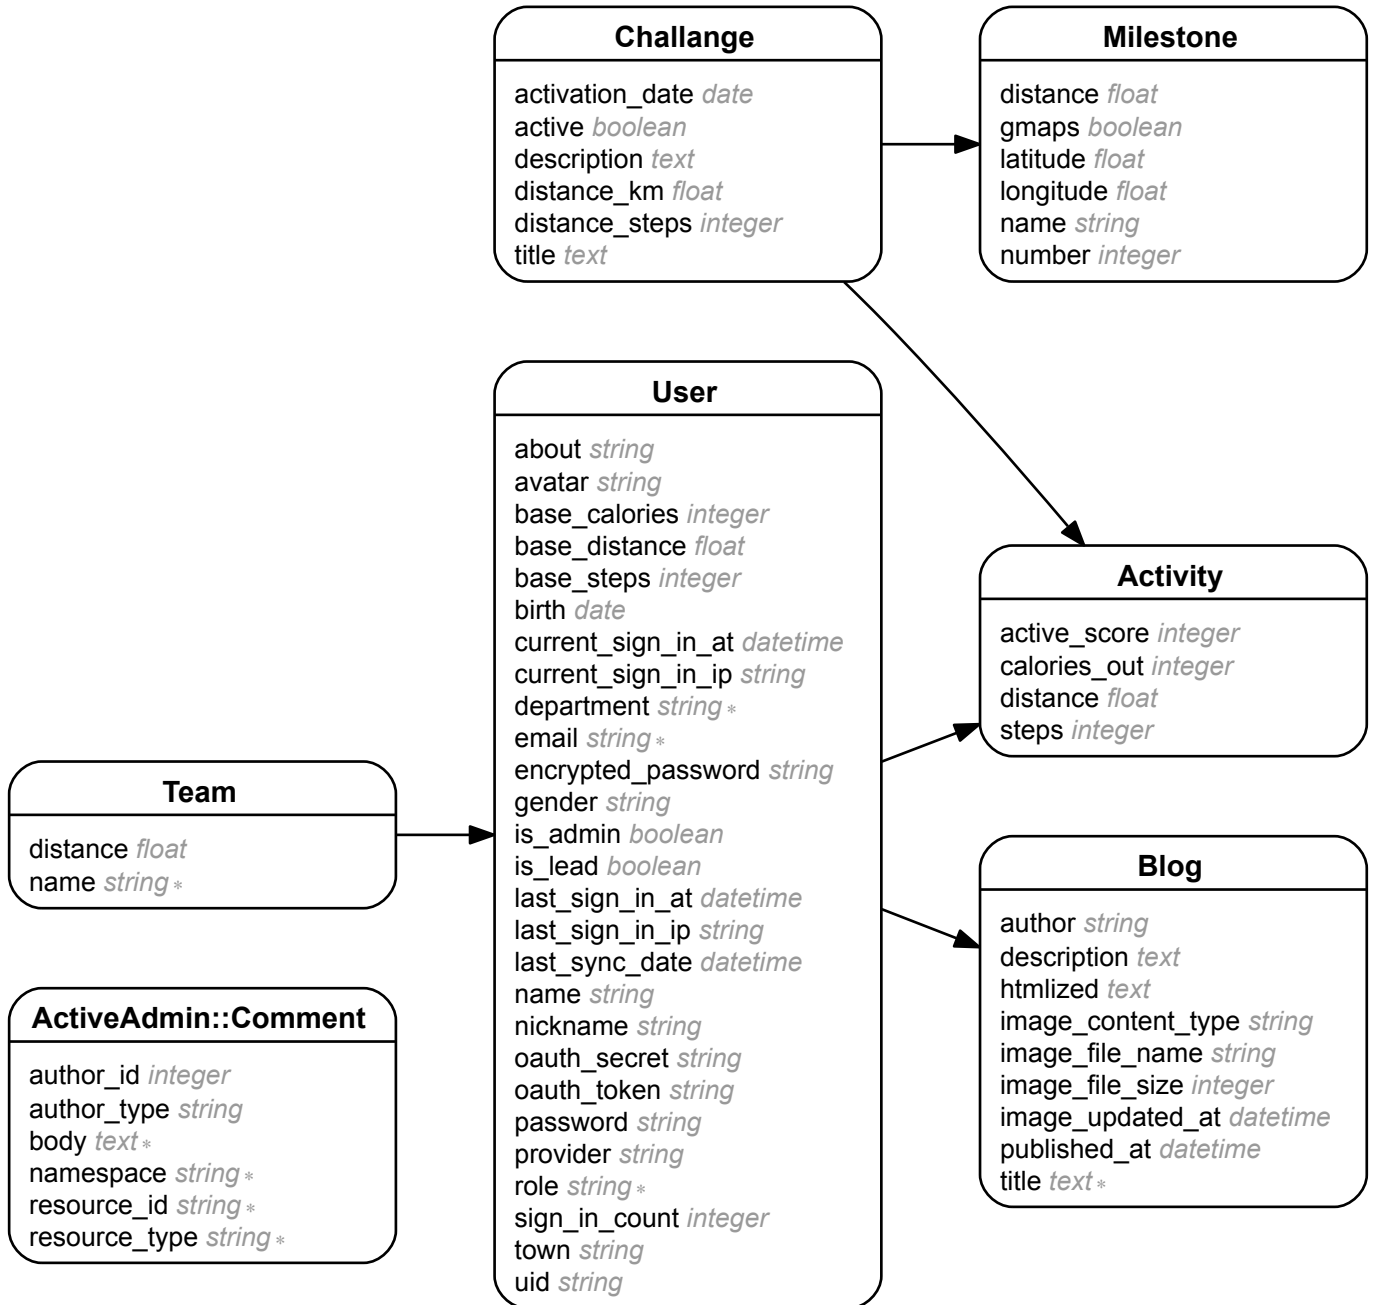 Challange
activation_date date
active boolean
description text
distance_km float
distance_steps integer
title text
Milestone
distance float
gmaps boolean
latitude float
longitude float
name string
number integer
User
about string
avatar string
base_calories integer
base_distance float
base_steps integer
birth date
current_sign_in_at datetime
current_sign_in_ip string
department string *
email string *
encrypted_password string
gender string
is_admin boolean
is_lead boolean
last_sign_in_at datetime
last_sign_in_ip string
last_sync_date datetime
name string
nickname string
oauth_secret string
oauth_token string
password string
provider string
role string *
sign_in_count integer
town string
uid string
Activity
active_score integer
calories_out integer
distance float
steps integer
Team
distance float
name string *
Blog
author string
description text
htmlized text
image_content_type string
image_file_name string
image_file_size integer
image_updated_at datetime
published_at datetime
title text *
ActiveAdmin::Comment
author_id integer
author_type string
body text *
namespace string *
resource_id string *
resource_type string *